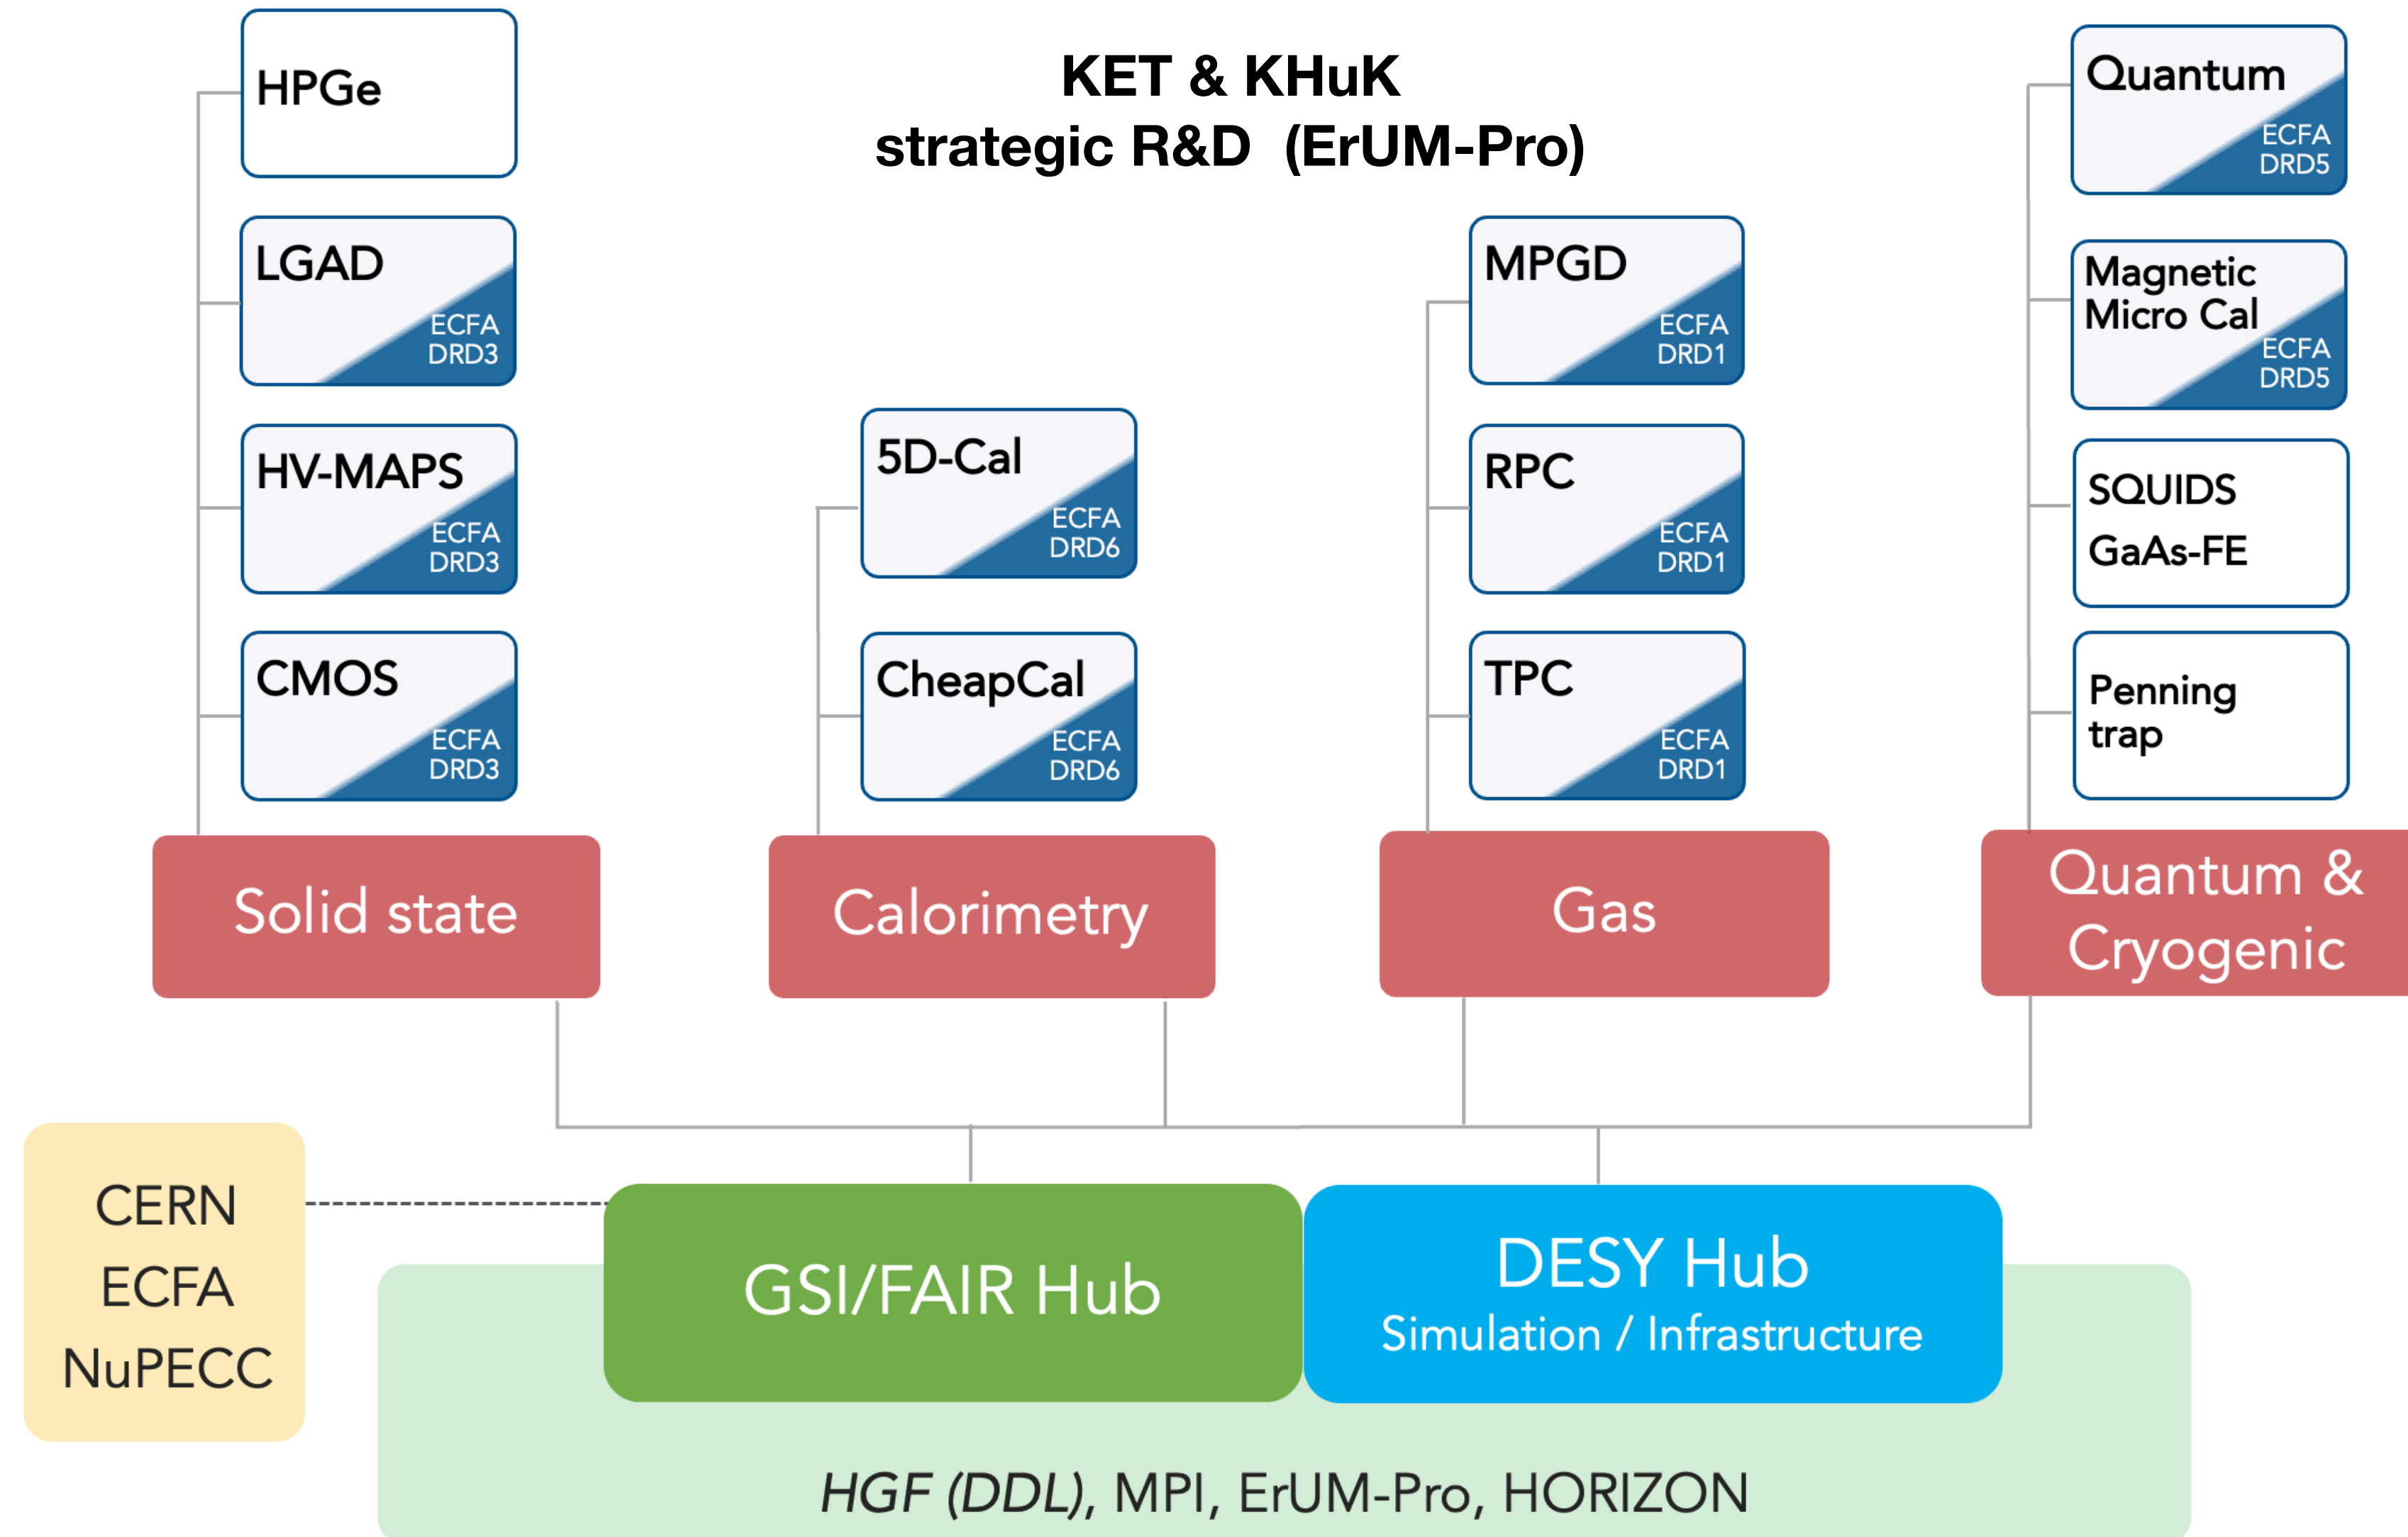 KET & KHuK
strategic R&D (ErUM-Pro)
HPGe
LGAD
ECFA
DRD3
HV-MAPS
ECFA
DRD3
CMOS
ECFA
DRD3
Solid state
5D-Cal
ECFA
DRD6
CheapCal
ECFA
DRD6
Calorimetry
MPGD
ECFA
DRD1
RPC
ECFA
DRD1
TPC
ECFA
DRD1
Gas
Quantum
ECFA
DRD5
Magnetic
Micro Cal
ECFA
DRD5
SQUIDS
GaAs-FE
Penning
trap
Quantum &
Cryogenic
CERN
ECFA
NuPECC
GSI/FAIR Hub
DESY Hub
Simulation / Infrastructure
HGF (DDL), MPI, ErUM-Pro, HORIZON